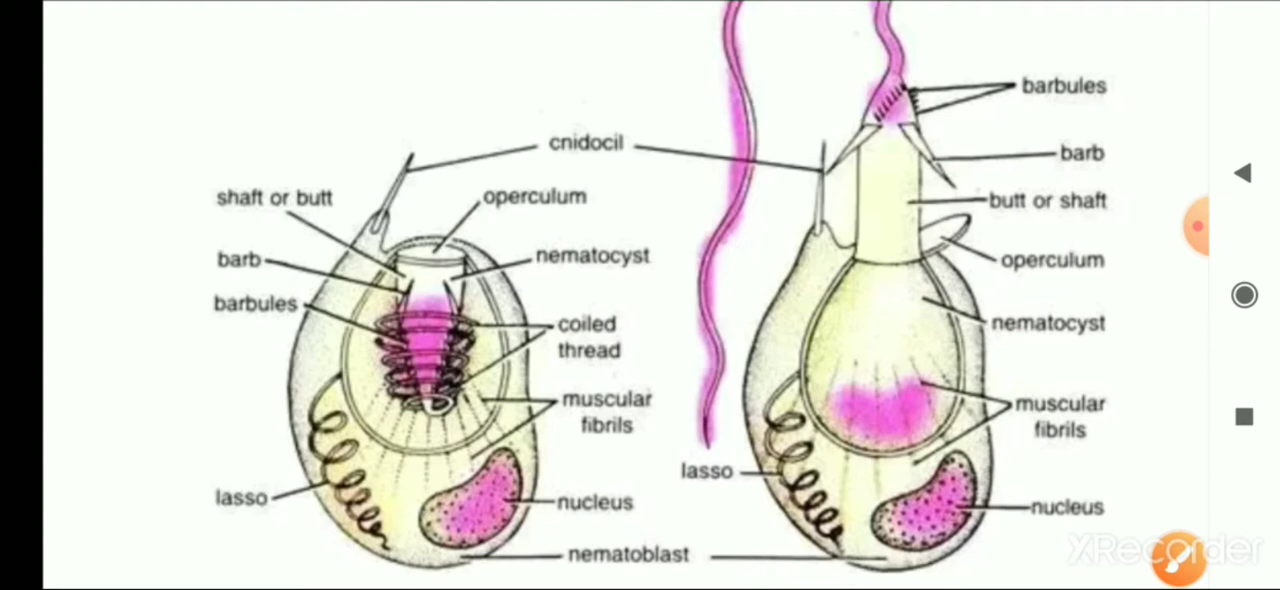 barbules
cnidocil
barb
shaft or butt
operculum
butt or shaft
barb
nematocyst
operculum
barbules
coiled
thread
nematocyst
muscular
fibrils
muscular
fibrils
lasso
lasso
nucleus
nucleus
nematoblast
XRecorder